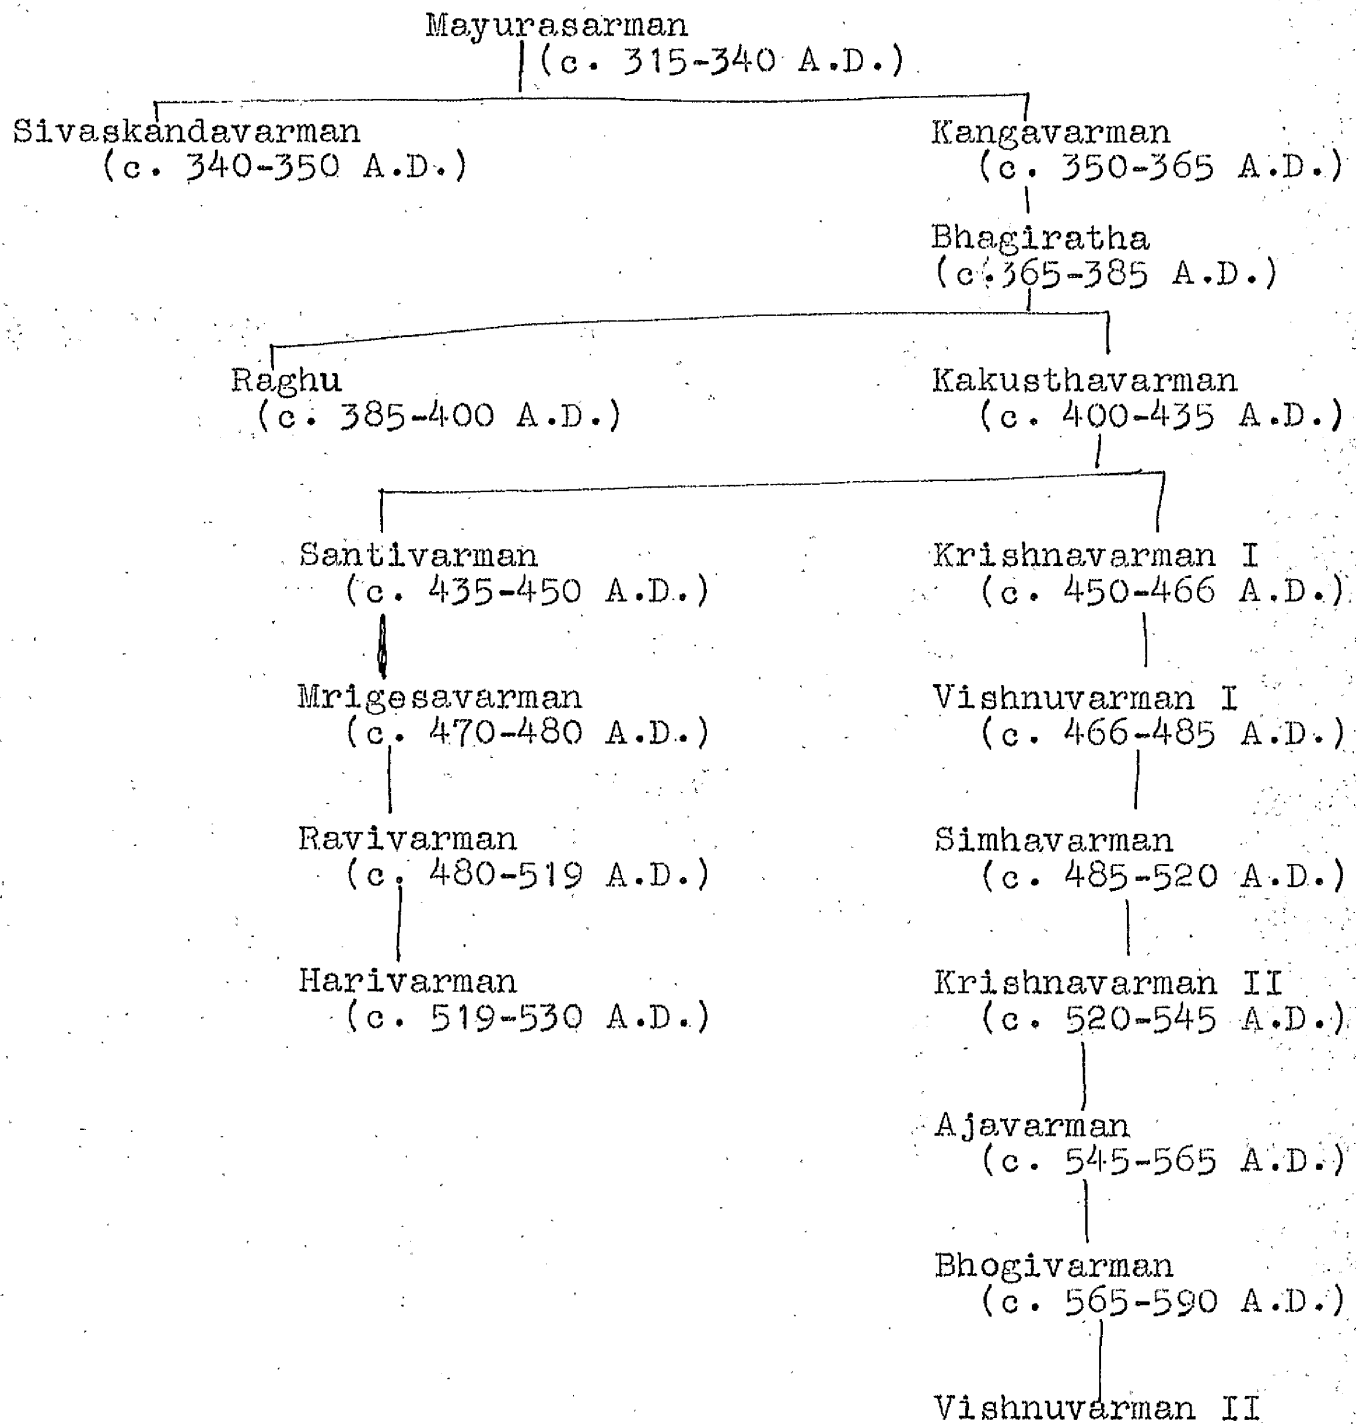 Mayurasarman
(c. 315-340 A.D.)
Sivaskandavarman
(c. 340-350 A.D.)
Kangavarman
(c. 350-365 A.D.)
Bhagiratha
(c.365-385 A.D.)
Raghu
(c. 385-400 A.D.)
Kakusthavarman
(c. 400-435 A.D.)
Santivarman
(c. 435-450 A.D.)
Krishnavarman I
(c. 450-466 A.D.)
Mrigesavarman
(c. 470-480 A.D.)
Vishnuvarman I
(c. 466-485 A.D.)
Ravivarman
(c. 480-519 A.D.)
Simhavarman
(c. 485-520 A.D.)
Harivarman
(c. 519-530 A.D.)
Krishnavarman II
(c. 520-545 A.D.)
Ajavarman
(c. 545-565 A.D.)
Bhogivarman
(c. 565-590 A.D.)
Vishnuvarman II